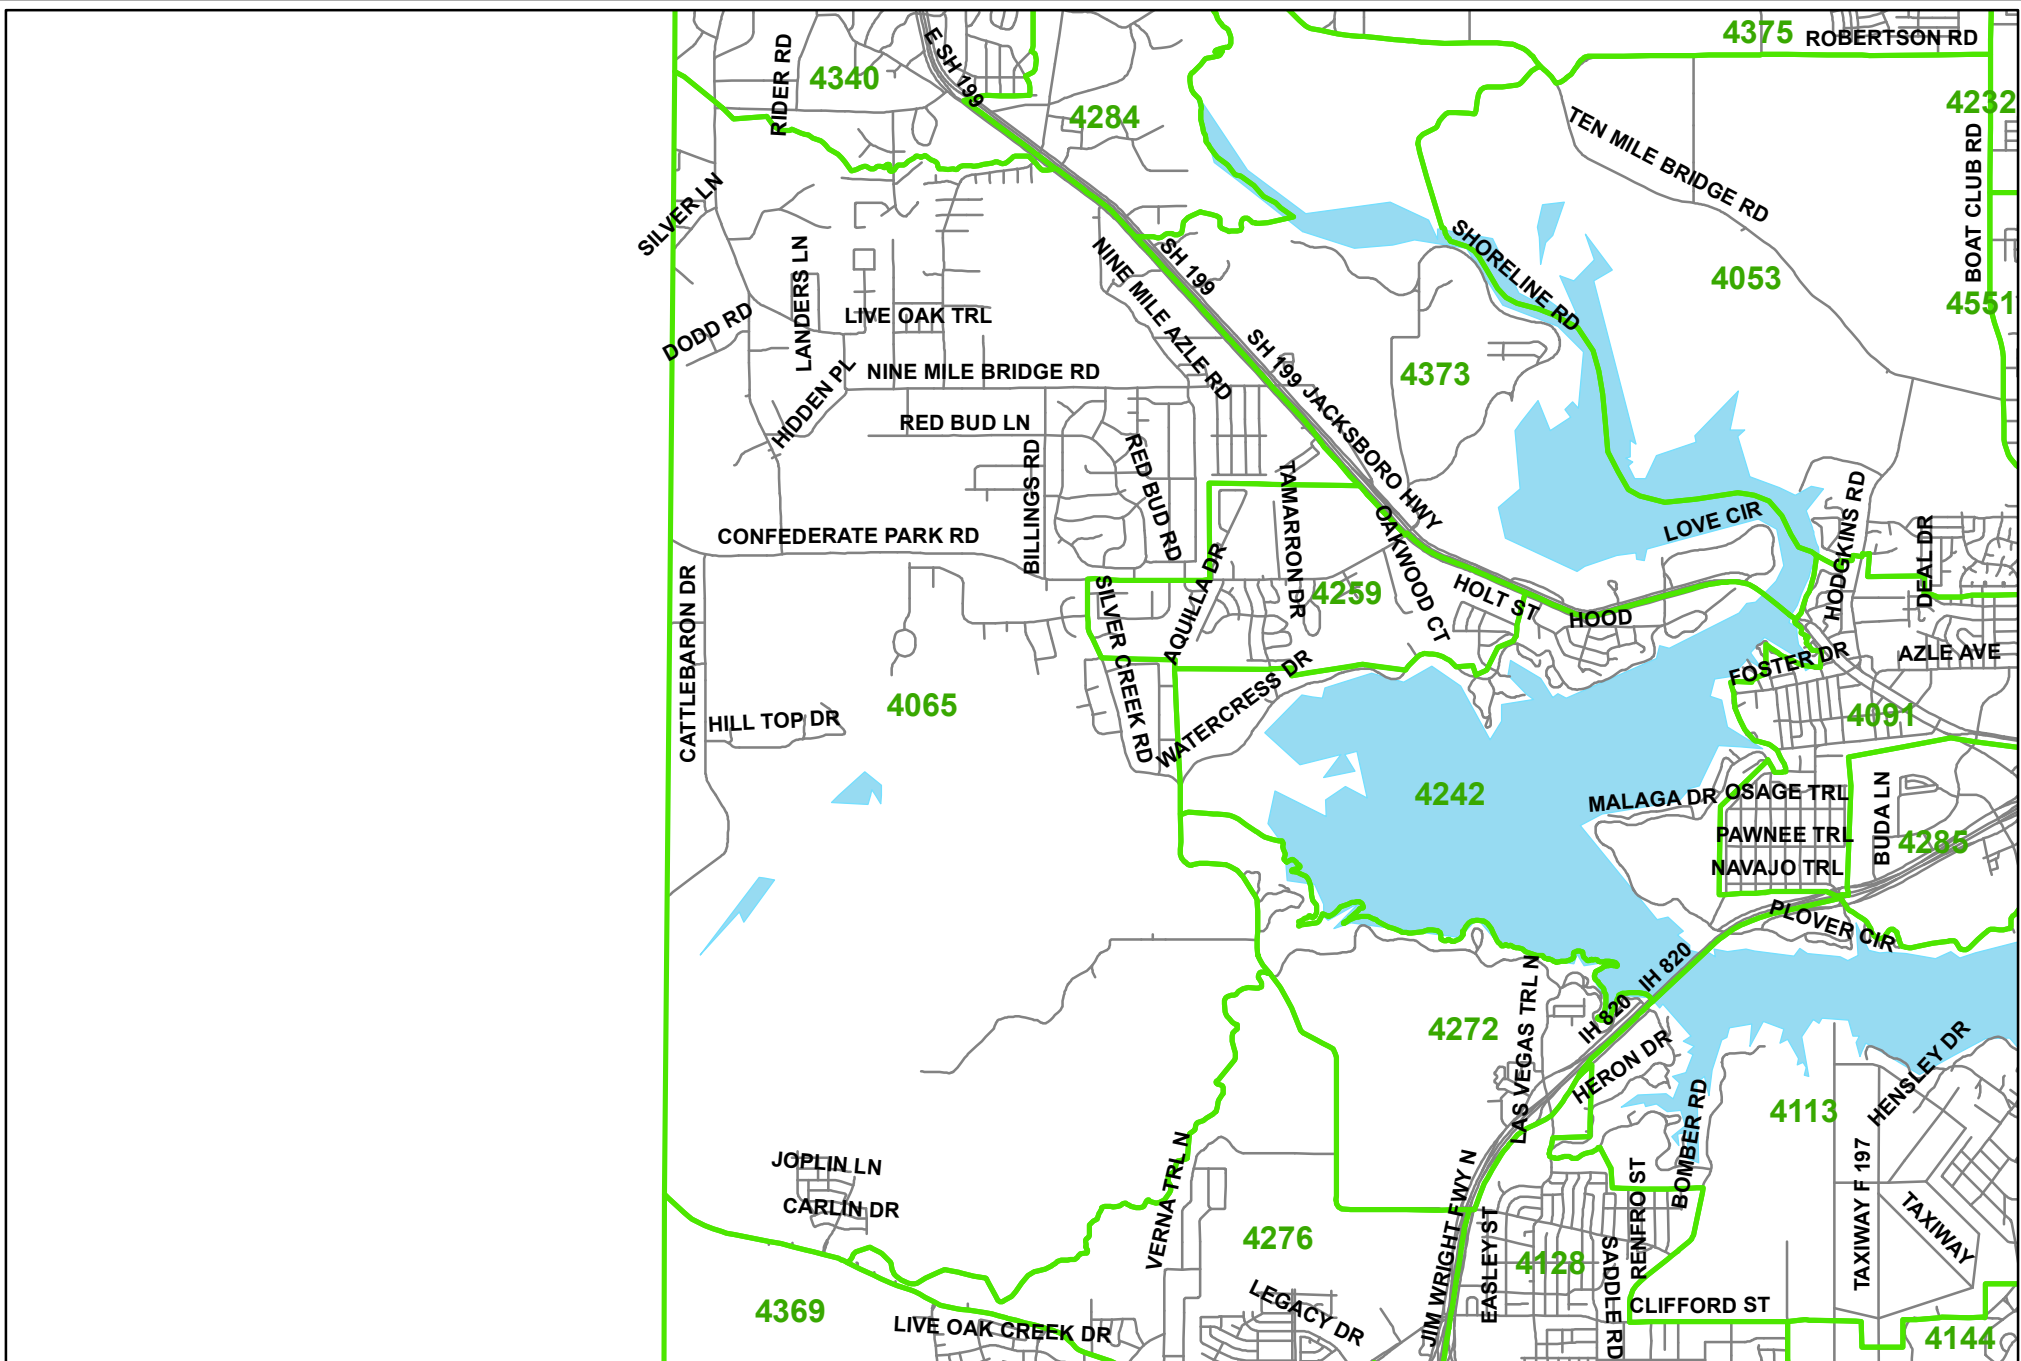 4375
ROBERTSON RD
E SH 199
RIDER RD
4340
4284
4232
TEN MILE BRIDGE RD
BOAT CLUB RD
SILVER LN
SHORELINE RD
SH 199
NINE MILE AZLE RD
4053
4551
LANDERS LN
LIVE OAK TRL
DODD RD
SH 199
NINE MILE BRIDGE RD
4373
HIDDEN PL
JACKSBORO HWY
RED BUD LN
BILLINGS RD
RED BUD RD
TAMARRON DR
OAKWOOD CT
LOVE CIR
HODGKINS RD
DEAL DR
CONFEDERATE PARK RD
CATTLEBARON DR
SILVER CREEK RD
AQUILLA DR
4259
HOLT ST
HOOD
FOSTER DR
AZLE AVE
WATERCRESS DR
4065
HILL TOP DR
4091
4242
MALAGA DR
OSAGE TRL
BUDA LN
PAWNEE TRL
4285
NAVAJO TRL
PLOVER CIR
IH 820
LAS VEGAS TRL N
IH 820
4272
HERON DR
HENSLEY DR
BOMBER RD
4113
JOPLIN LN
CARLIN DR
VERNA TRL N
JIM WRIGHT FWY N
EASLEY ST
RENFRO ST
TAXIWAY F 197
TAXIWAY
4276
4128
SADDLE RD
4369
LEGACY DR
CLIFFORD ST
LIVE OAK CREEK DR
4144